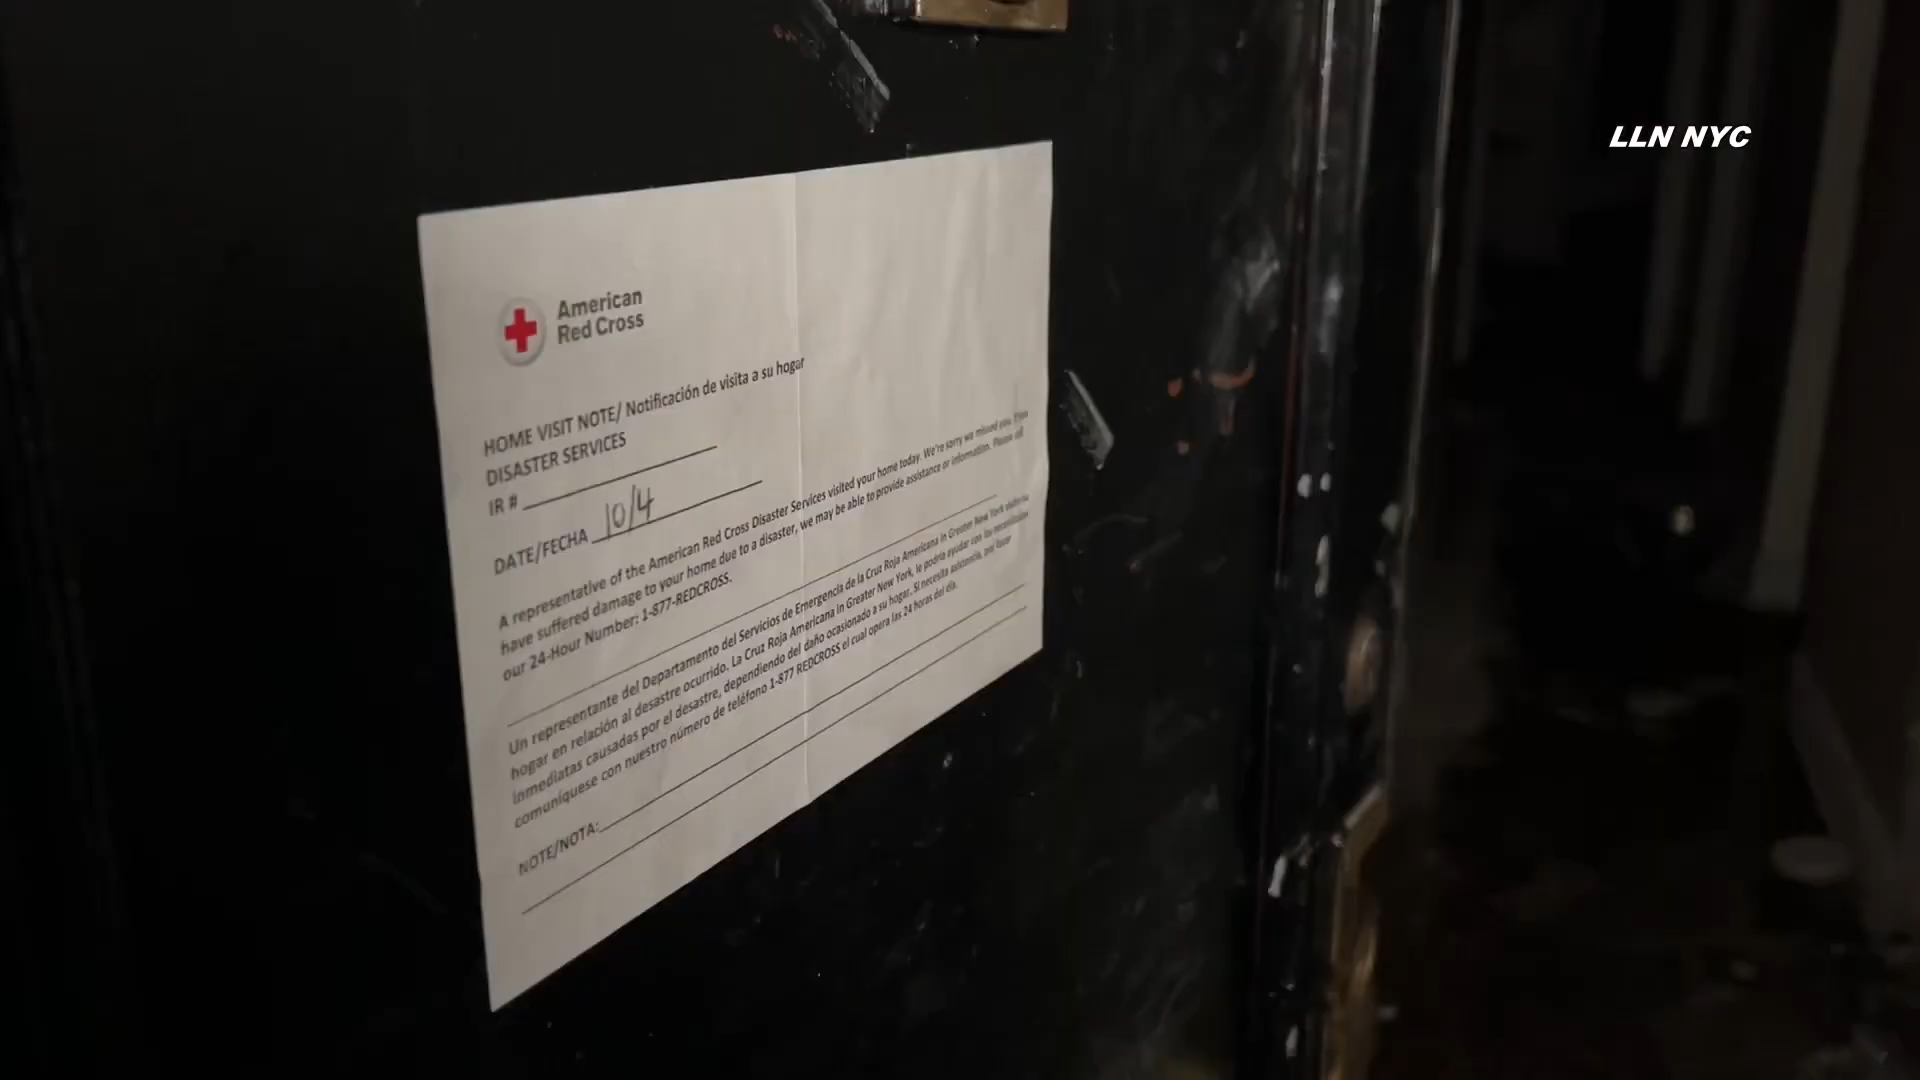 LLN NYC
American
Red Cross
HOME VISIT NOTE/ Notificación de visita a su hogar
DISASTER SERVICES
IR #
DATE/FECHA 10/4
A representative of the American Red Cross Disaster Services visited your home today. We're sorry we missed you. If you
have suffered damage to your home due to a disaster, we may be able to provide assistance or information. Please call
our 24-Hour Number: 1-877-REDCROSS.
Un representante del Departamento del Servicios de Emergencia de la Cruz Roja Americana in Greater New York
hogar en relación al desastre ocurrido. La Cruz Roja Americana in Greater New York, le podría ayudar con las necesidades
inmediatas causadas por el desastre, dependiendo del daño ocasionado a su hogar. Si necesita asistencia, por favor
comuníquese con nuestro número de teléfono 1-877 REDCROSS el cual opera las 24 horas del día.
NOTE/NOTA: